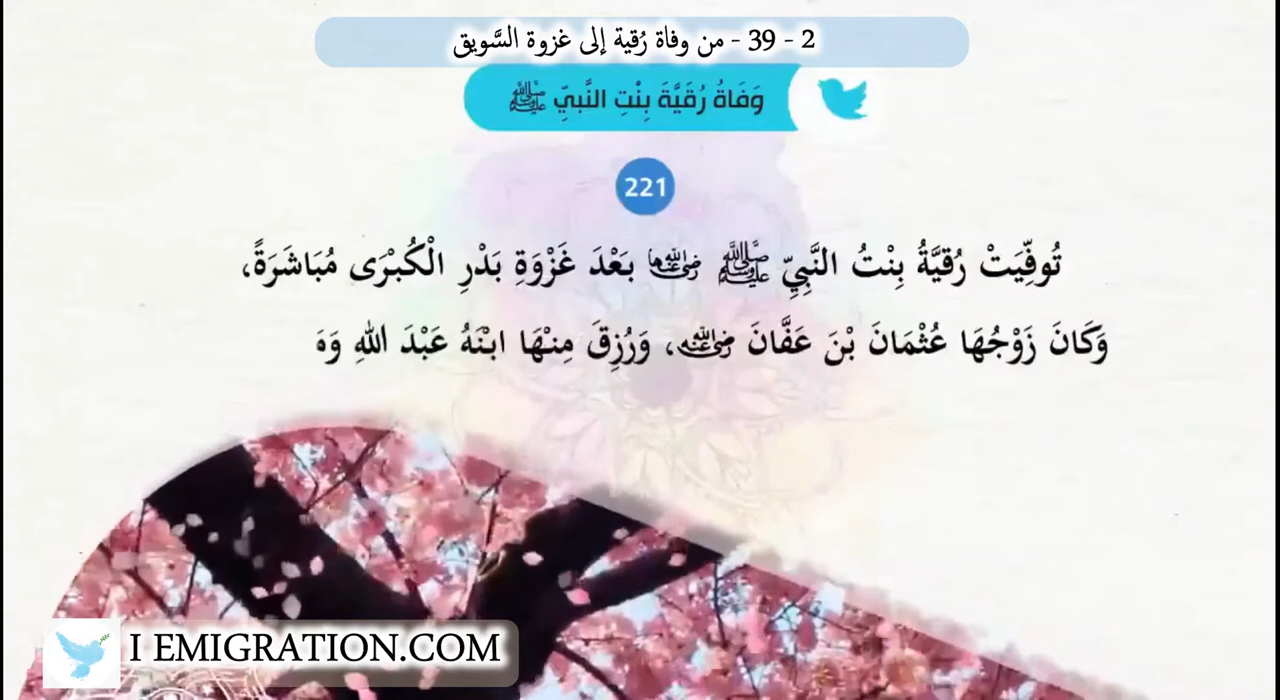 2 - 39 - من وفاة رُقية إلى غزوة السَّويق
وَفَاةُ رُقَيَّةَ بِنْتِ النَّبيِّ ﷺ
221
تُوفِّيَتْ رُقيَّةُ بِنْتُ النَّبِيِّ ﷺ رضي الله عنها بَعْدَ غَزْوَةِ بَدْرِ الْكُبْرَى مُبَاشَرَةً،
وَكَانَ زَوْجُهَا عُثْمَانَ بْنَ عَفَّانَ رضي الله عنه، وَرُزِقَ مِنْهَا ابْنَهُ عَبْدَ اللهِ وَهَ
I EMIGRATION.COM